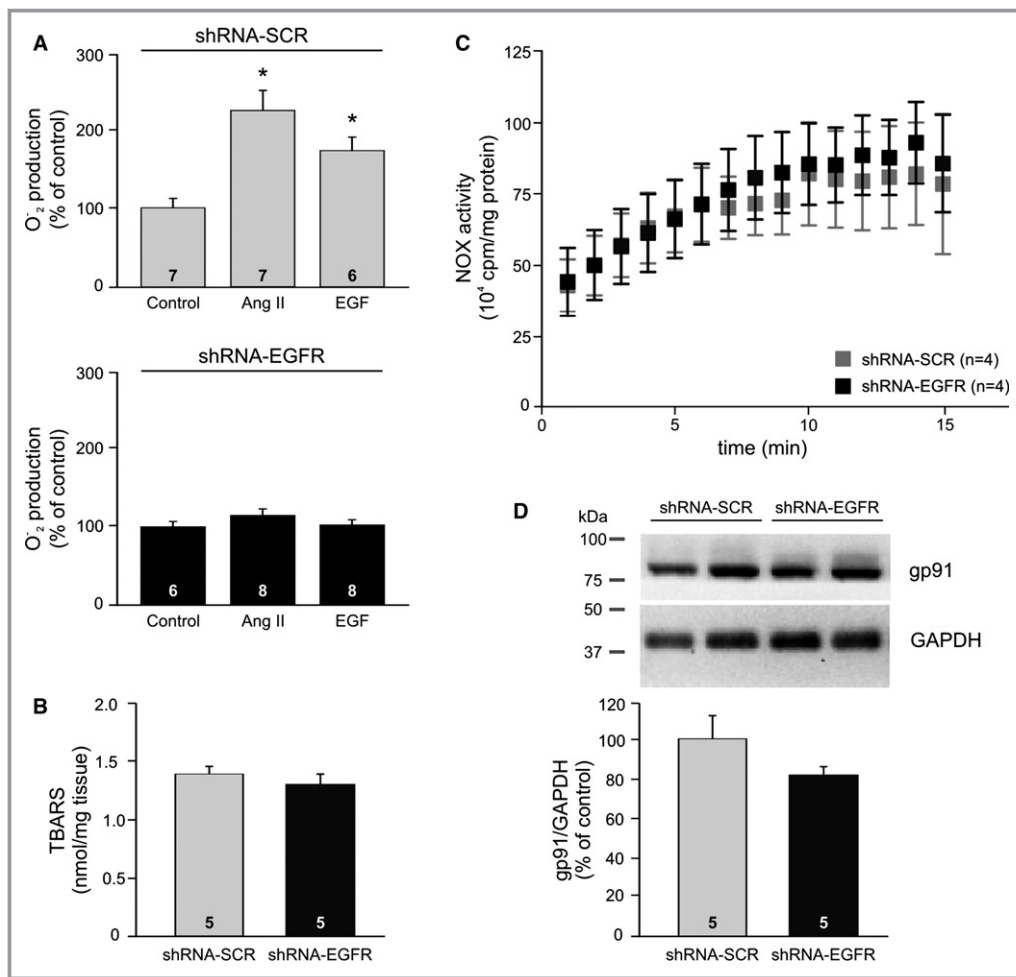 A
shRNA-SCR
O-2 production
(% of control)
300
200
100
0
*
*
7
7
6
Control
Ang II
EGF
shRNA-EGFR
O-2 production
(% of control)
300
200
100
0
6
8
8
Control
Ang II
EGF
B
TBARS
(nmol/mg tissue)
2.0
1.5
1.0
0.5
0
5
5
shRNA-SCR
shRNA-EGFR
C
NOX activity
(10⁴ cpm/mg protein)
125
100
75
50
25
0
0
5
10
15
time (min)
shRNA-SCR (n=4)
shRNA-EGFR (n=4)
D
kDa
shRNA-SCR
shRNA-EGFR
100
75
gp91
50
37
GAPDH
gp91/GAPDH
(% of control)
120
100
80
60
40
20
0
5
5
shRNA-SCR
shRNA-EGFR